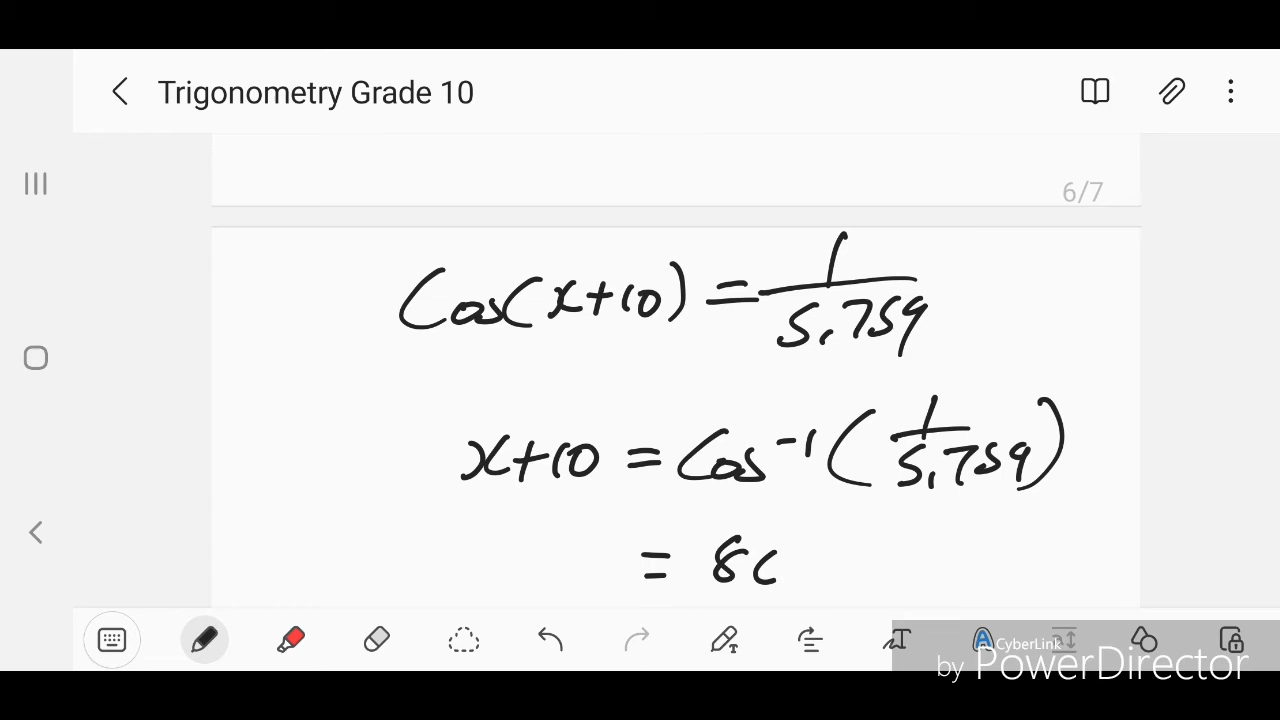 Trigonometry Grade 10
6/7
Cos(x+10) = 1/5,759
x+10 = Cos⁻¹(1/5,759)
= 80
CyberLink
by PowerDirector